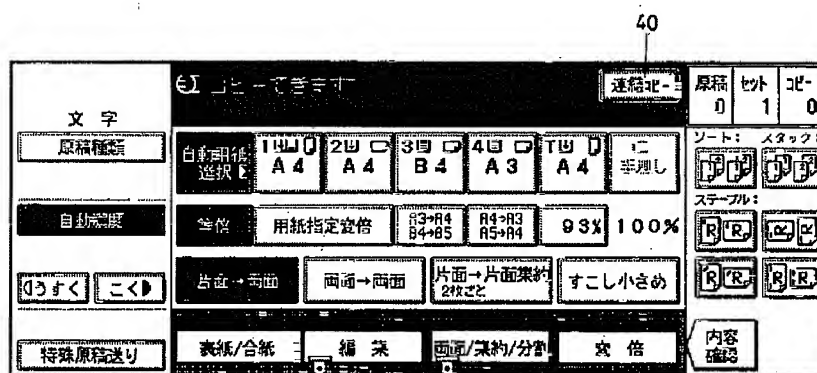 40
コピーできます
連結コピー
原稿 セット コピー
0 1 0
文字
原稿種類
自動用紙選択
1 A4
2 A4
3 B4
4 A3
T A4
手差し
ソート: スタック:
自動濃度
等倍
用紙指定変倍
A3→A4
B4→B5
A4→A3
A5→A4
93%
100%
ステープル:
うすく
こく
片面→両面
両面→両面
片面→片面集約
2枚ごと
すこし小さめ
特殊原稿送り
表紙/合紙
編集
両面/集約/分割
変倍
内容
確認